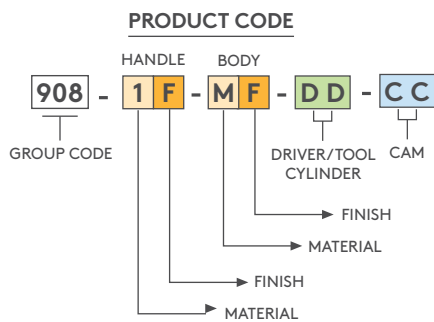 PRODUCT CODE
HANDLE BODY
908 - 1 F - M F - D D - C C
GROUP CODE DRIVER/TOOL CAM
CYLINDER
FINISH
MATERIAL
FINISH
MATERIAL